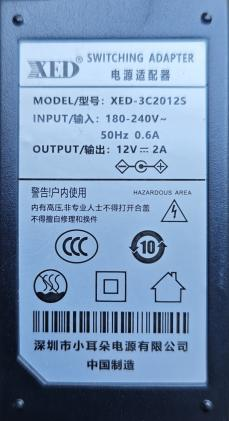 XED® SWITCHING ADAPTER
电源适配器
MODEL/型号: XED-3C2012S
INPUT/输入: 180-240V~
50Hz 0.6A
OUTPUT/输出: 12V⎓2A
警告/户内使用 HAZARDOUS AREA
内有高压,非专业人士不得打开合盖
不得擅自修理和换件
CCC 10
深圳市小耳朵电源有限公司
中国制造